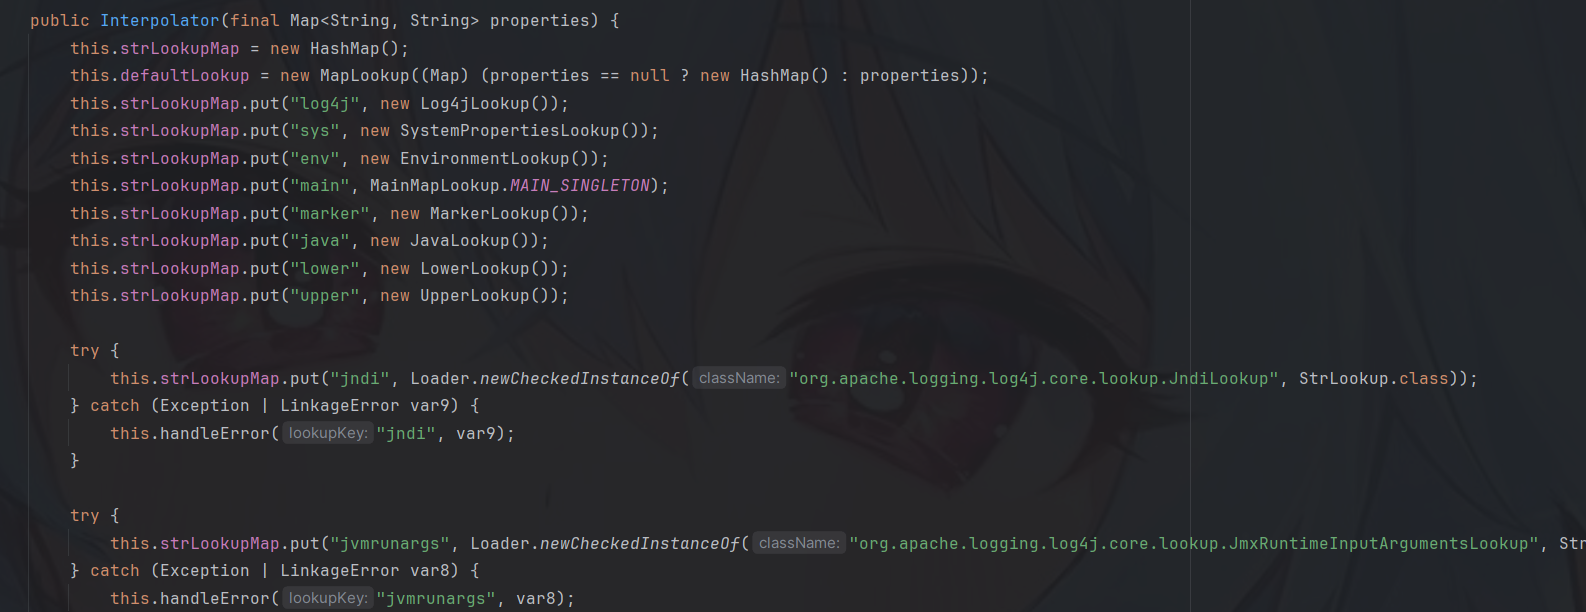 public Interpolator(final Map<String, String> properties) {
    this.strLookupMap = new HashMap();
    this.defaultLookup = new MapLookup((Map) (properties == null ? new HashMap() : properties));
    this.strLookupMap.put("log4j", new Log4jLookup());
    this.strLookupMap.put("sys", new SystemPropertiesLookup());
    this.strLookupMap.put("env", new EnvironmentLookup());
    this.strLookupMap.put("main", MainMapLookup.MAIN_SINGLETON);
    this.strLookupMap.put("marker", new MarkerLookup());
    this.strLookupMap.put("java", new JavaLookup());
    this.strLookupMap.put("lower", new LowerLookup());
    this.strLookupMap.put("upper", new UpperLookup());
    try {
        this.strLookupMap.put("jndi", Loader.newCheckedInstanceOf( className: "org.apache.logging.log4j.core.lookup.JndiLookup", StrLookup.class));
    } catch (Exception | LinkageError var9) {
        this.handleError( lookupKey: "jndi", var9);
    }
    try {
        this.strLookupMap.put("jvmrunargs", Loader.newCheckedInstanceOf( className: "org.apache.logging.log4j.core.lookup.JmxRuntimeInputArgumentsLookup", Str
    } catch (Exception | LinkageError var8) {
        this.handleError( lookupKey: "jvmrunargs", var8);